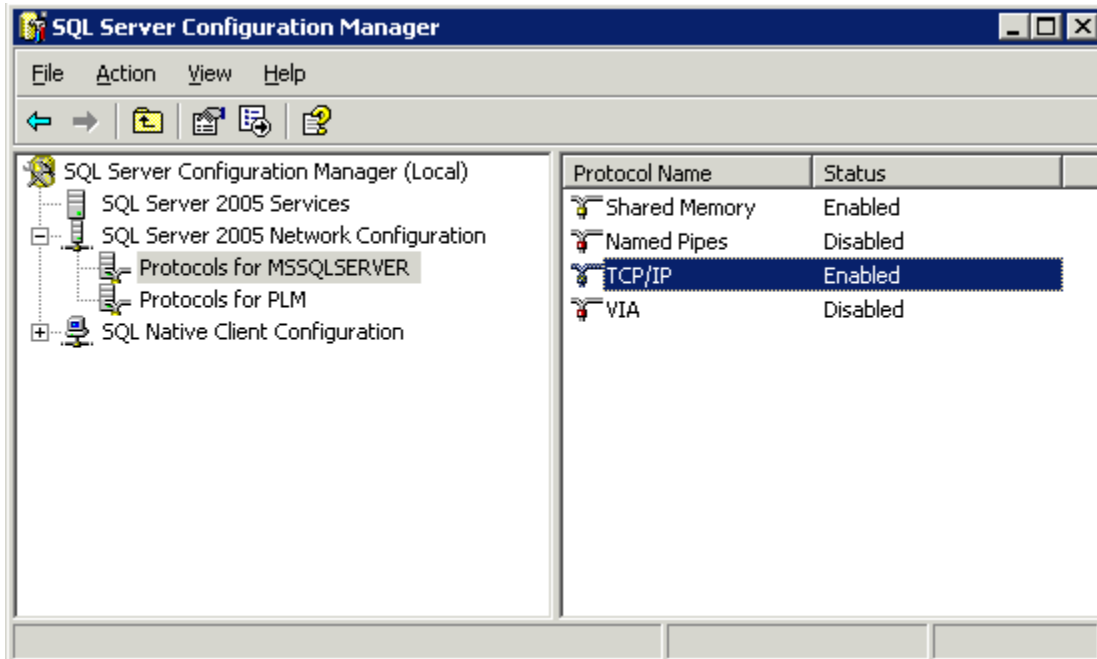 SQL Server Configuration Manager
File Action View Help
SQL Server Configuration Manager (Local)
SQL Server 2005 Services
SQL Server 2005 Network Configuration
Protocols for MSSQLSERVER
Protocols for PLM
SQL Native Client Configuration
Protocol Name Status
Shared Memory Enabled
Named Pipes Disabled
TCP/IP Enabled
VIA Disabled